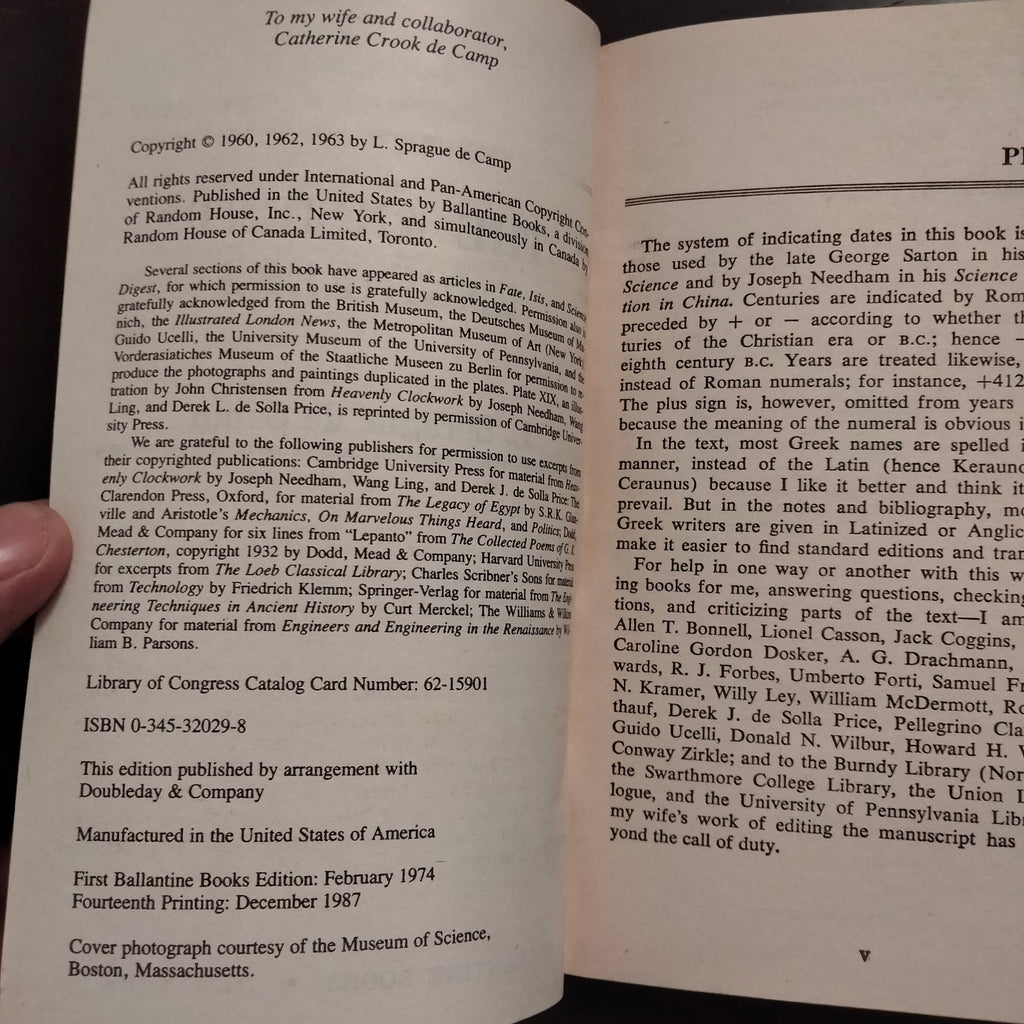 To my wife and collaborator,
Catherine Crook de Camp
Copyright © 1960, 1962, 1963 by L. Sprague de Camp
All rights reserved under International and Pan-American Copyright Con-
ventions. Published in the United States by Ballantine Books, a division
of Random House, Inc., New York, and simultaneously in Canada by
Random House of Canada Limited, Toronto.
Several sections of this book have appeared as articles in Fate, Isis, and Science
Digest, for which permission to use is gratefully acknowledged. Permission also is
gratefully acknowledged from the British Museum, the Deutsches Museum of Mu-
nich, the Illustrated London News, the Metropolitan Museum of Art (New York)
Guido Ucelli, the University Museum of the University of Pennsylvania, and the
Vorderasiatiches Museum of the Staatliche Museen zu Berlin for permission to re-
produce the photographs and paintings duplicated in the plates. Plate XIX, an illus-
tration by John Christensen from Heavenly Clockwork by Joseph Needham, Wang
Ling, and Derek L. de Solla Price, is reprinted by permission of Cambridge Univer-
sity Press.
We are grateful to the following publishers for permission to use excerpts from
their copyrighted publications: Cambridge University Press for material from Heav-
enly Clockwork by Joseph Needham, Wang Ling, and Derek J. de Solla Price: The
Clarendon Press, Oxford, for material from The Legacy of Egypt by S.R.K. Glan-
ville and Aristotle's Mechanics, On Marvelous Things Heard, and Politics; Dodd,
Mead & Company for six lines from "Lepanto" from The Collected Poems of G.K.
Chesterton, copyright 1932 by Dodd, Mead & Company; Harvard University Press
for excerpts from The Loeb Classical Library; Charles Scribner's Sons for material
from Technology by Friedrich Klemm; Springer-Verlag for material from The Engi-
neering Techniques in Ancient History by Curt Merckel; The Williams & Wilkins
Company for material from Engineers and Engineering in the Renaissance by Wil-
liam B. Parsons.
Library of Congress Catalog Card Number: 62-15901
ISBN 0-345-32029-8
This edition published by arrangement with
Doubleday & Company
Manufactured in the United States of America
First Ballantine Books Edition: February 1974
Fourteenth Printing: December 1987
Cover photograph courtesy of the Museum of Science,
Boston, Massachusetts.
The system of indicating dates in this book is
those used by the late George Sarton in his
Science and by Joseph Needham in his Science
tion in China. Centuries are indicated by Rom
preceded by + or — according to whether th
turies of the Christian era or B.C.; hence —
eighth century B.C. Years are treated likewise,
instead of Roman numerals; for instance, +412
The plus sign is, however, omitted from years
because the meaning of the numeral is obvious i
In the text, most Greek names are spelled i
manner, instead of the Latin (hence Keraunc
Ceraunus) because I like it better and think it
prevail. But in the notes and bibliography, mo
Greek writers are given in Latinized or Anglic
make it easier to find standard editions and tran
For help in one way or another with this w
ing books for me, answering questions, checking
tions, and criticizing parts of the text—I am
Allen T. Bonnell, Lionel Casson, Jack Coggins,
Caroline Gordon Dosker, A. G. Drachmann,
wards, R. J. Forbes, Umberto Forti, Samuel Fr
N. Kramer, Willy Ley, William McDermott, Ro
thauf, Derek J. de Solla Price, Pellegrino Cla
Guido Ucelli, Donald N. Wilbur, Howard H.
Conway Zirkle; and to the Burndy Library (Nor
the Swarthmore College Library, the Union L
logue, and the University of Pennsylvania Lib
my wife's work of editing the manuscript has
yond the call of duty.
v